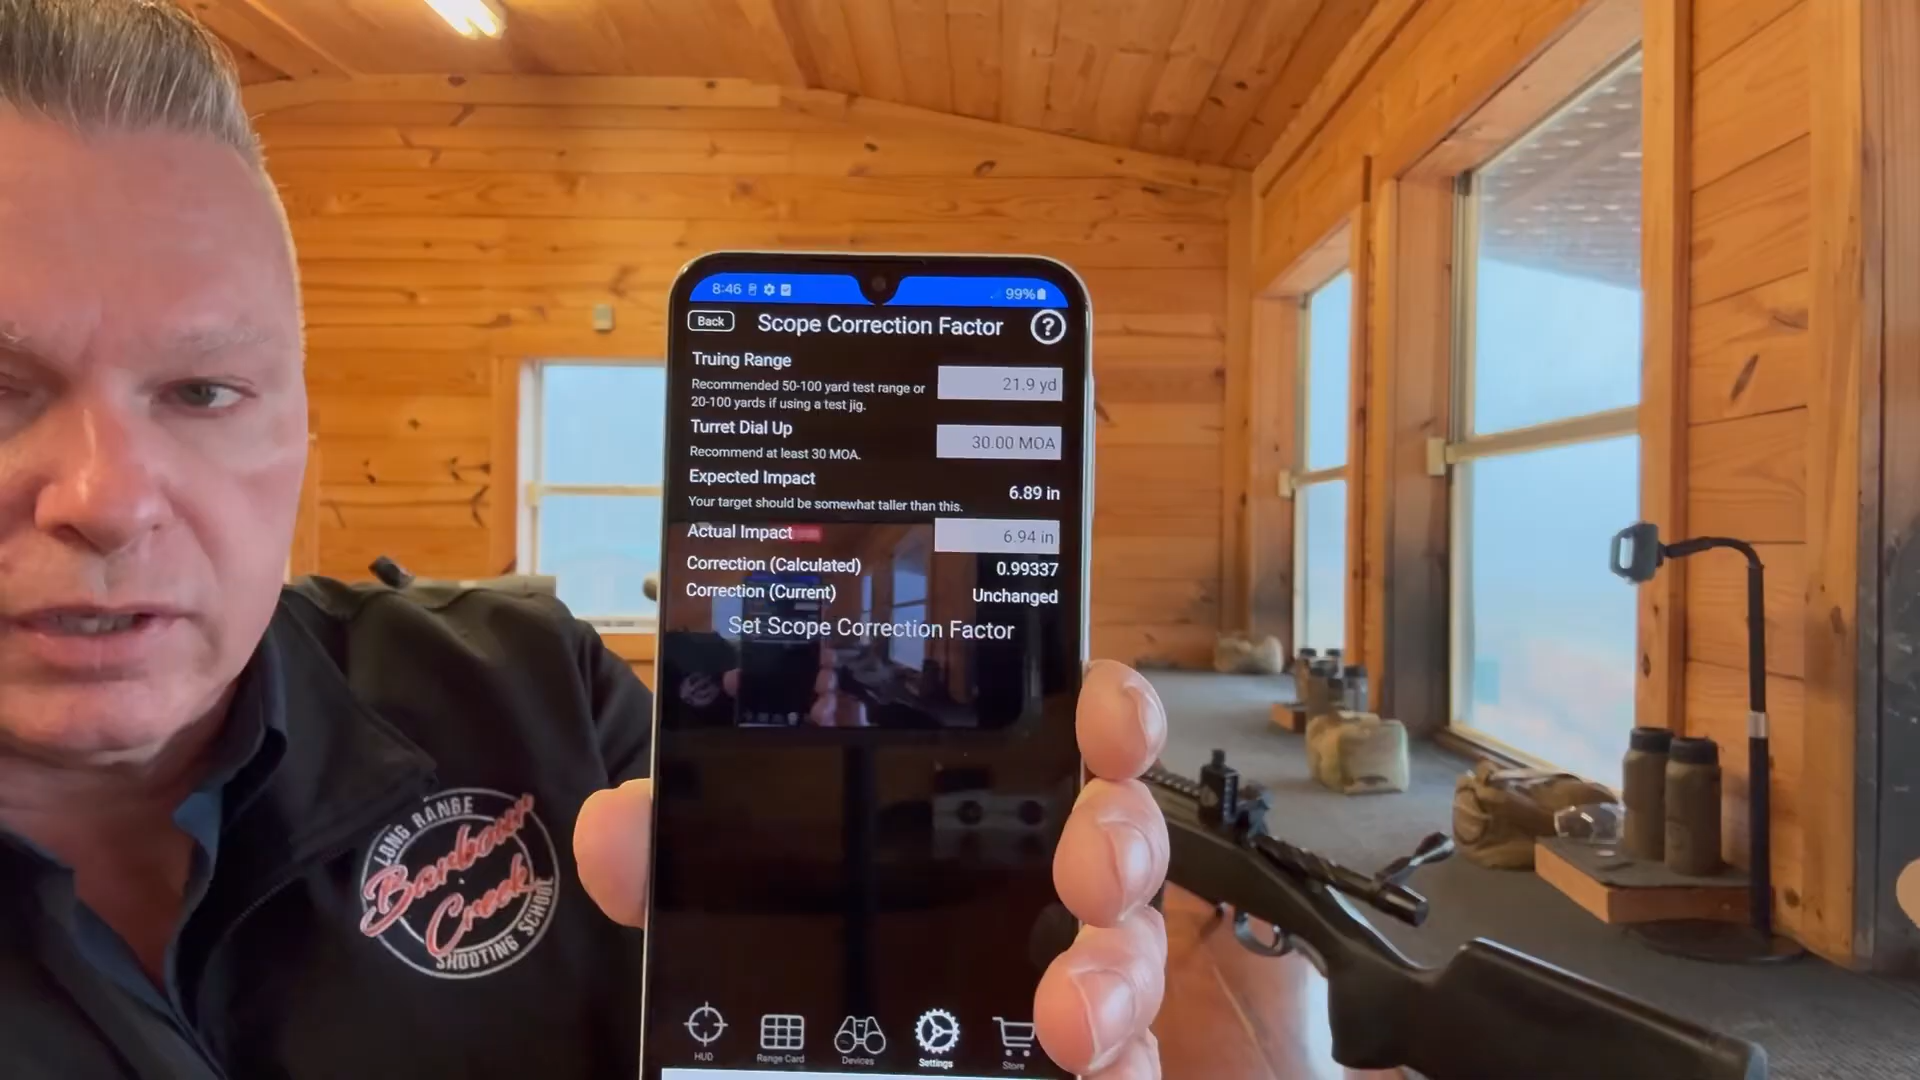 8:46
99%
Back
Scope Correction Factor
?
Truing Range
Recommended 50-100 yard test range or
20-100 yards if using a test jig.
21.9 yd
Turret Dial Up
Recommend at least 30 MOA.
30.00 MOA
Expected Impact
6.89 in
Your target should be somewhat taller than this.
Actual Impact
6.94 in
Correction (Calculated)
0.99337
Correction (Current)
Unchanged
Set Scope Correction Factor
HUD
Range Card
Devices
Settings
Store
LONG RANGE
Barbour
Creek
SHOOTING SCHOOL